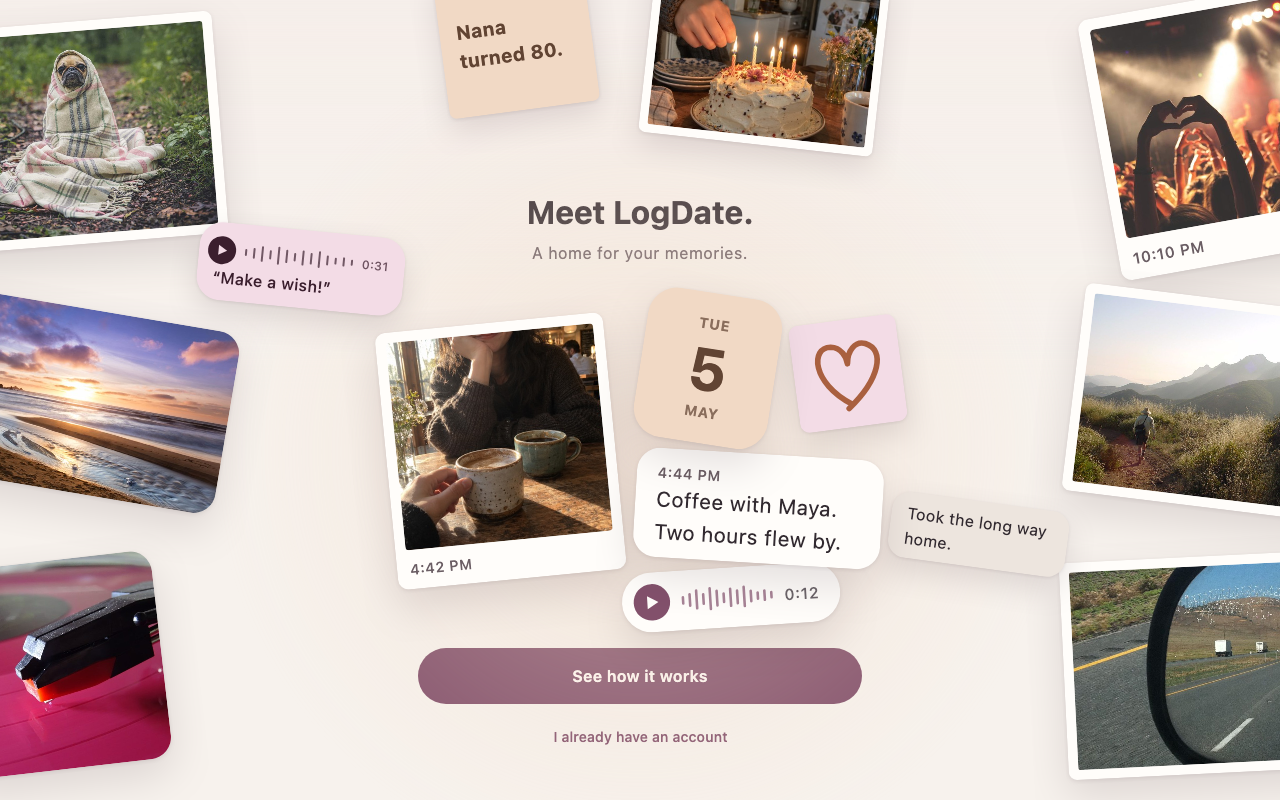 Nana
turned 80.
10:10 PM
Meet LogDate.
A home for your memories.
0:31
“Make a wish!”
TUE
5
MAY
4:42 PM
4:44 PM
Coffee with Maya.
Two hours flew by.
Took the long way
home.
0:12
See how it works
I already have an account